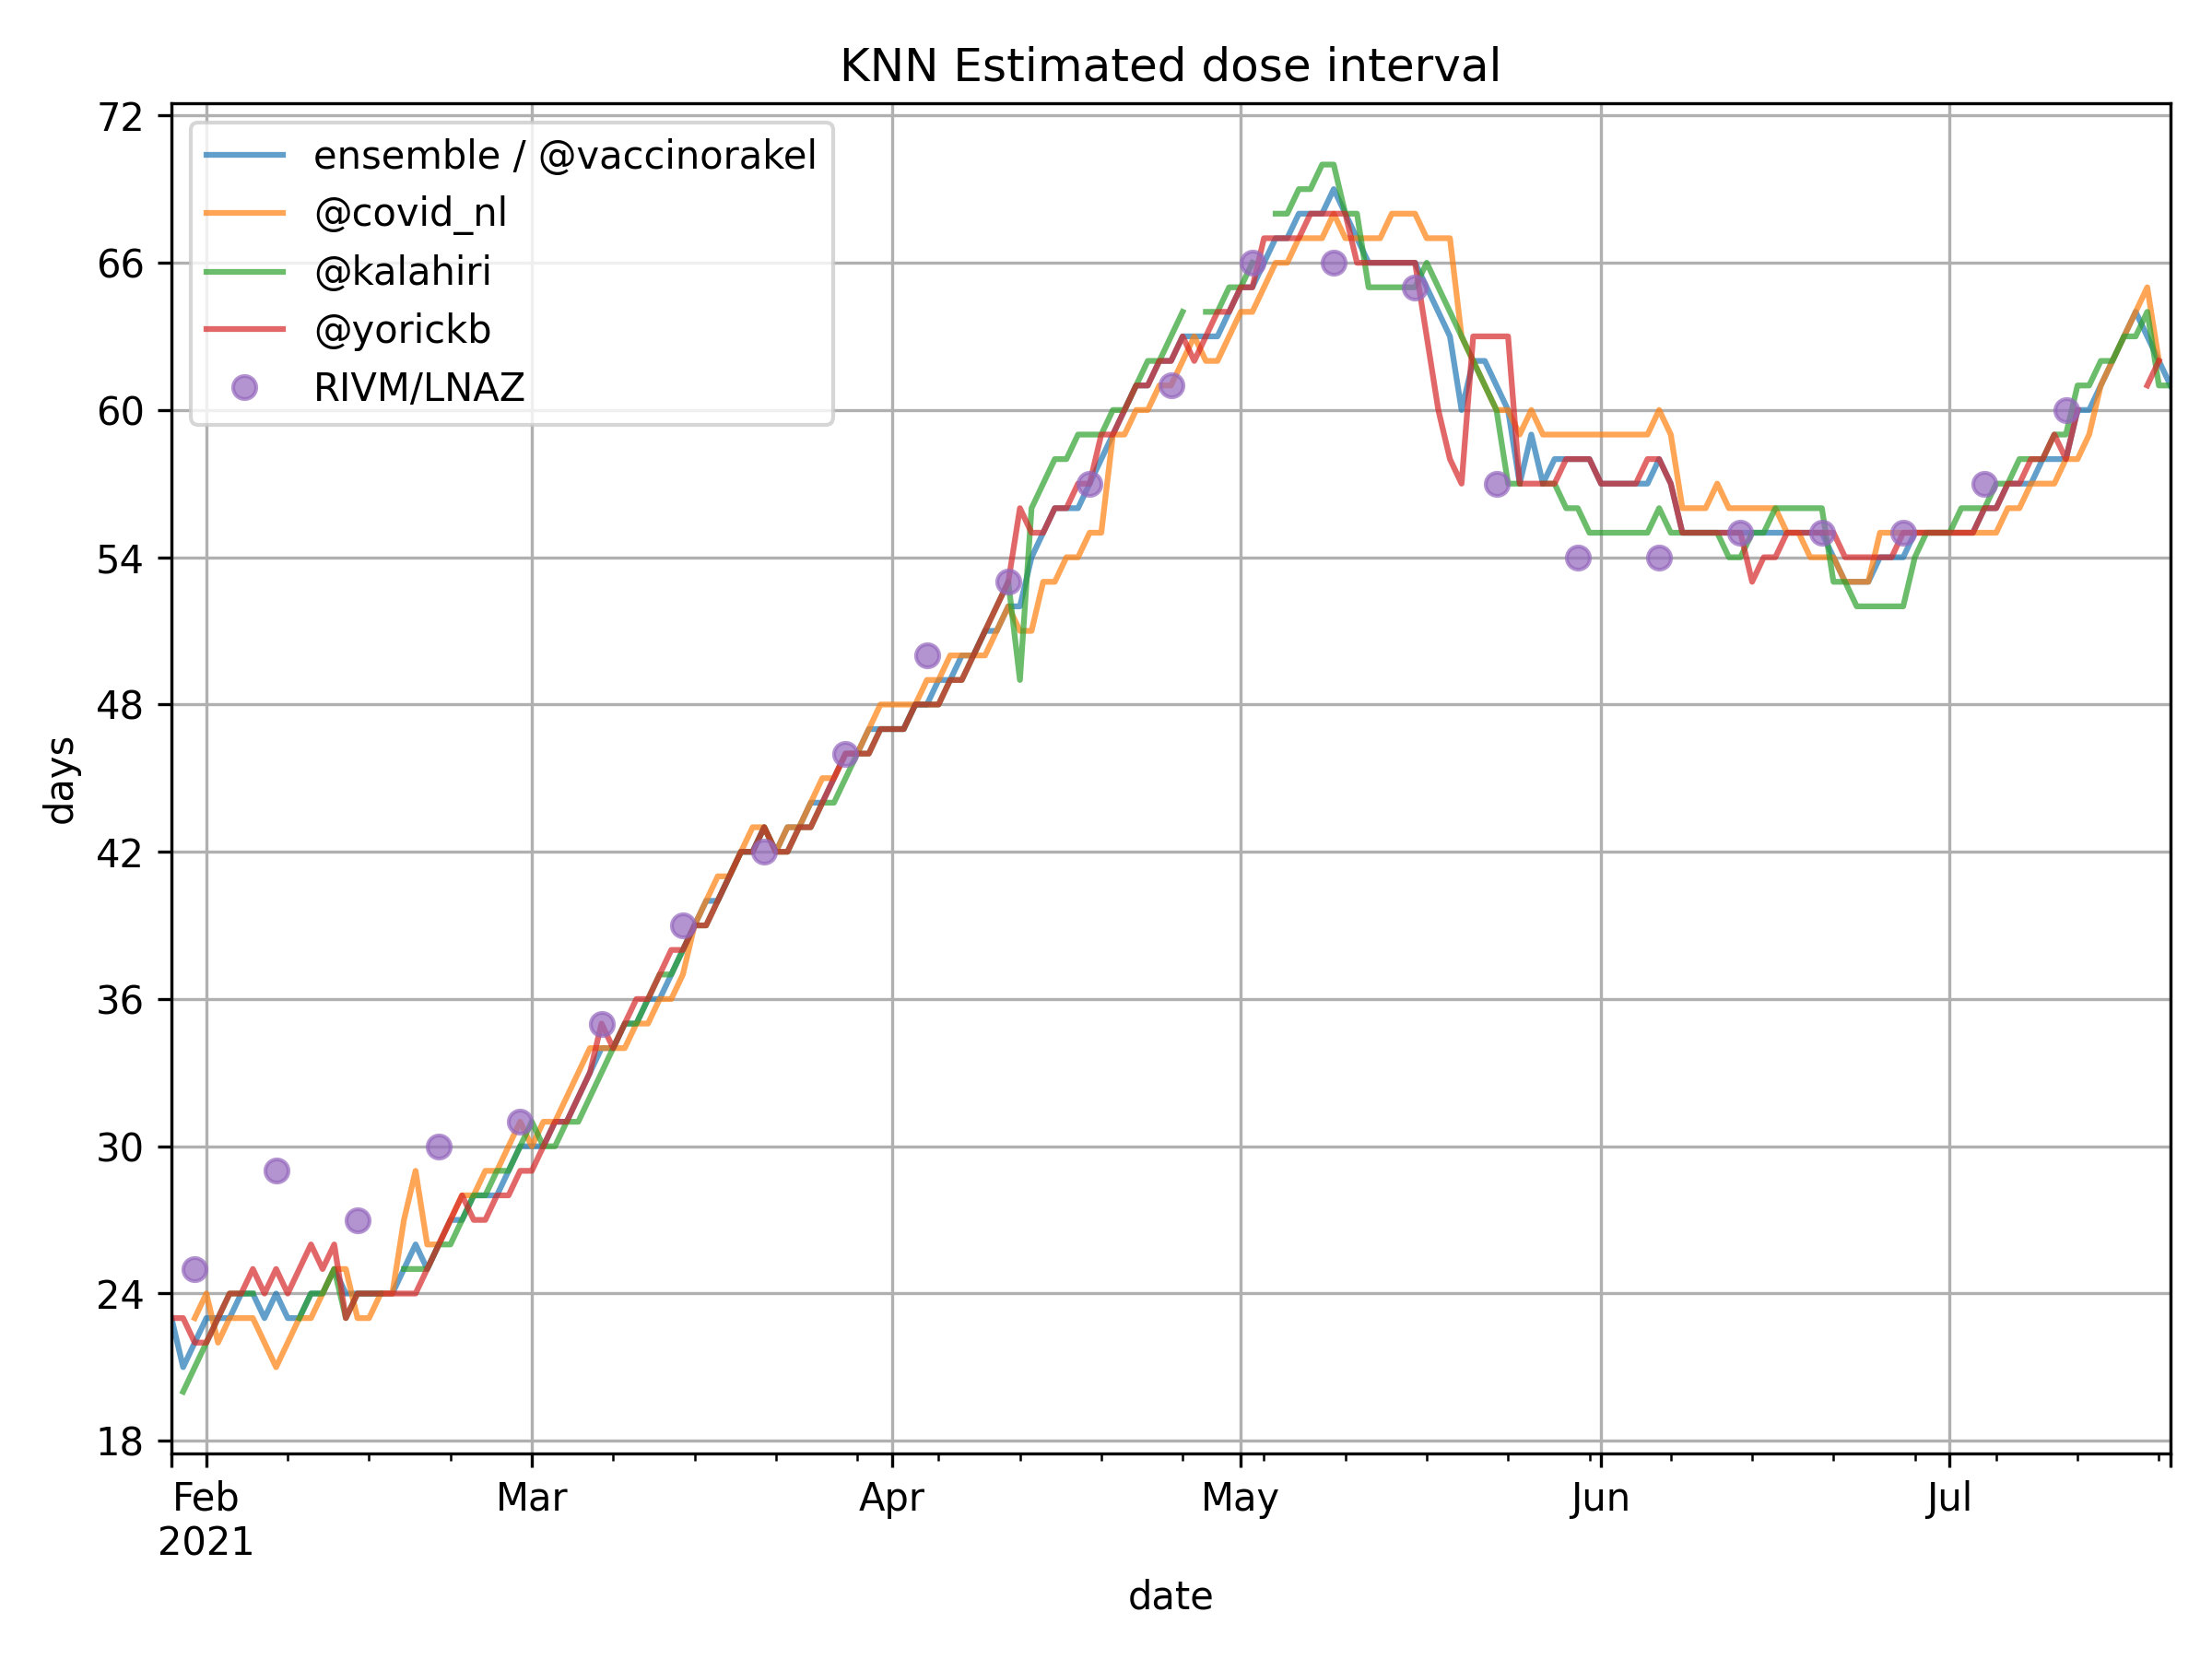 KNN Estimated dose interval
72
66
60
54
48
42
36
30
24
18
days
ensemble / @vaccinorakel
@covid_nl
@kalahiri
@yorickb
RIVM/LNAZ
Feb Mar Apr May Jun Jul
2021
date